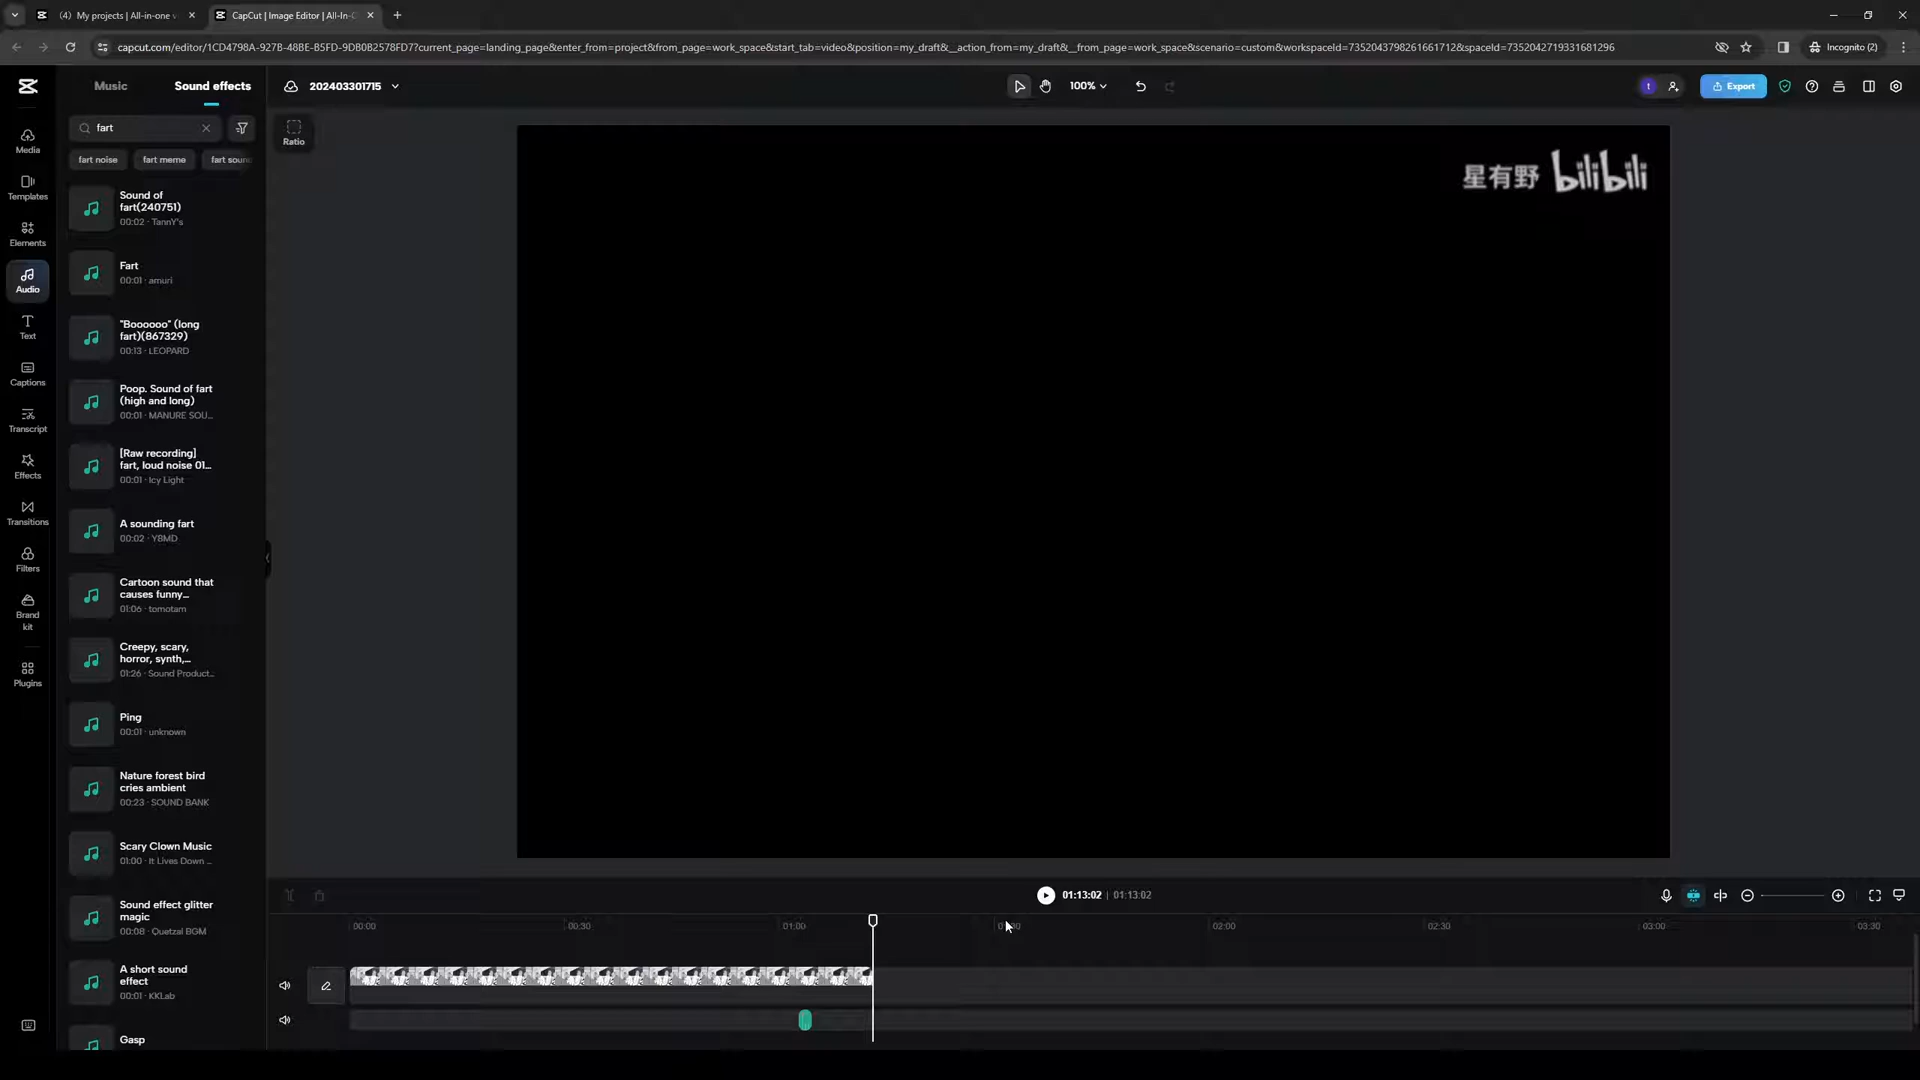 (4) My projects | All-in-one v
CapCut | Image Editor | All-In-O
capcut.com/editor/1CD4798A-927B-48BE-B5FD-9D80B2578FD7?current_page=landing_page&enter_from=project&from_page=work_space&start_tab=video&position=my_draft&__action_from=my_draft&__from_page=work_space&scenario=custom&workspaceId=7352043798261661712&spaceId=7352042719331681296
Incognito (2)
Music
Sound effects
202403301715
100%
t
Export
fart
fart noise
fart meme
fart soun
Ratio
星有野 bilibili
Media
Templates
Elements
Audio
Text
Captions
Transcript
Effects
Transitions
Filters
Brand
kit
Plugins
Sound of
fart(240751)
00:02 · TannY's
Fart
00:01 · amuri
"Boooooo" (long
fart)(867329)
00:13 · LEOPARD
Poop. Sound of fart
(high and long)
00:01 · MANURE SOU...
[Raw recording]
fart, loud noise 01...
00:01 · Icy Light
A sounding fart
00:02 · YBMD
Cartoon sound that
causes funny...
01:06 · tomotam
Creepy, scary,
horror, synth,...
01:26 · Sound Product...
Ping
00:01 · unknown
Nature forest bird
cries ambient
00:23 · SOUND BANK
Scary Clown Music
01:00 · It Lives Down ...
Sound effect glitter
magic
00:08 · Quetzal BGM
A short sound
effect
00:01 · KKLab
Gasp
01:13:02 | 01:13:02
00:00
00:30
01:00
02:00
02:30
03:00
03:30